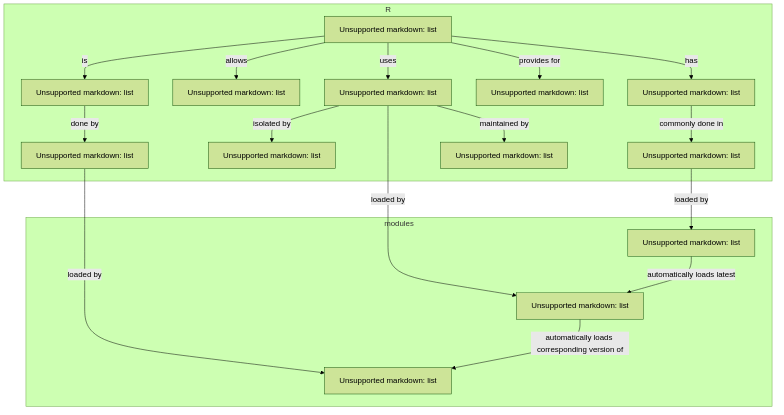 R
Unsupported markdown: list
is
allows
uses
provides for
has
Unsupported markdown: list
Unsupported markdown: list
Unsupported markdown: list
Unsupported markdown: list
Unsupported markdown: list
done by
isolated by
maintained by
commonly done in
Unsupported markdown: list
Unsupported markdown: list
Unsupported markdown: list
Unsupported markdown: list
loaded by
loaded by
modules
Unsupported markdown: list
loaded by
automatically loads latest
Unsupported markdown: list
automatically loads
corresponding version of
Unsupported markdown: list